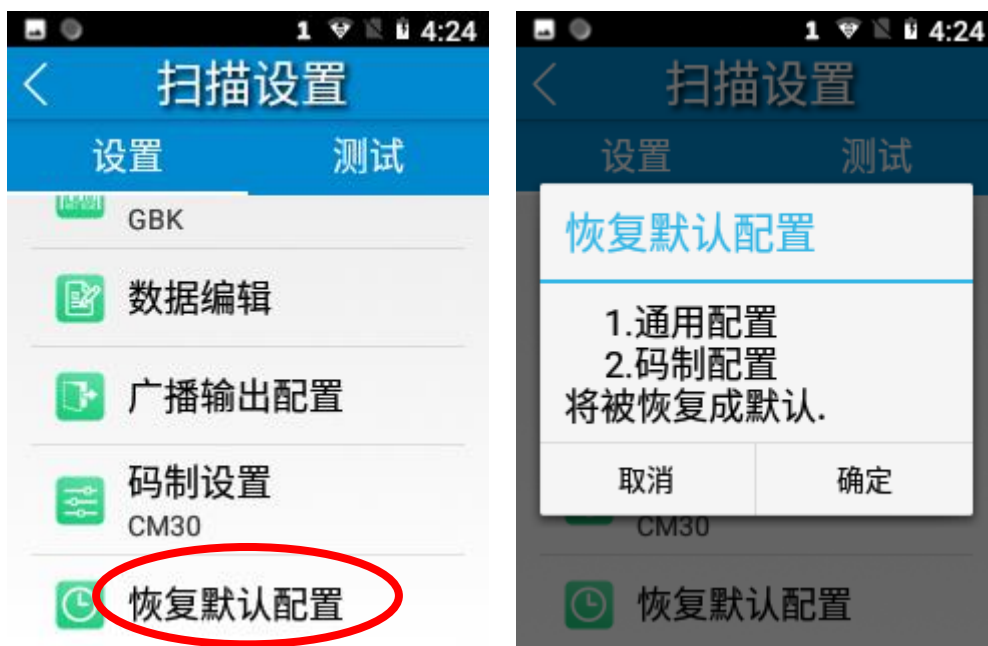 1 4:24
扫描设置
设置 测试
GBK
数据编辑
广播输出配置
码制设置
CM30
恢复默认配置
1 4:24
扫描设置
设置 测试
恢复默认配置
1.通用配置
2.码制配置
将被恢复成默认.
取消 确定
CM30
恢复默认配置